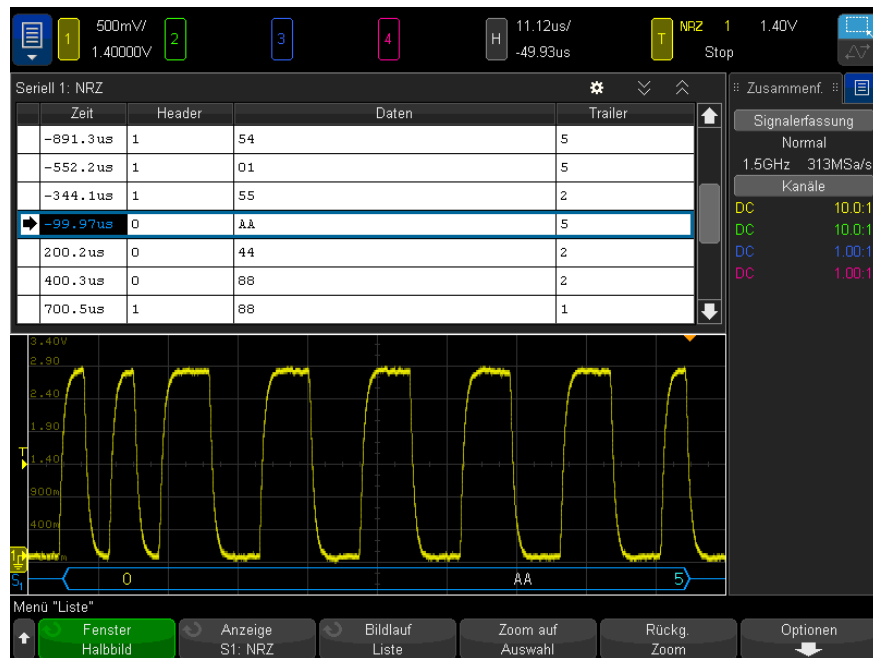 1 500mV/ 1.40000V 2 3 4 H 11.12us/ -49.93us T NRZ 1 1.40V Stop
Seriell 1: NRZ
Zusammenf.
Zeit Header Daten Trailer
-891.3us 1 54 5
-552.2us 1 01 5
-344.1us 1 55 2
-99.97us 0 AA 5
200.2us 0 44 2
400.3us 0 88 2
700.5us 1 88 1
Signalerfassung
Normal
1.5GHz 313MSa/s
Kanäle
DC 10.0:1
DC 10.0:1
DC 1.00:1
DC 1.00:1
3.40V
2.90
2.40
1.90
T
1.40
900m
400m
1
S1 0 AA 5
Menü "Liste"
Fenster
Halbbild
Anzeige
S1: NRZ
Bildlauf
Liste
Zoom auf
Auswahl
Rückg.
Zoom
Optionen